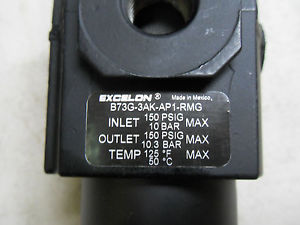 EXCELON ® Made in Mexico.
B73G-3AK-AP1-RMG
INLET 150 PSIG MAX
10 BAR
OUTLET 150 PSIG MAX
10.3 BAR
TEMP 125 °F MAX
50 °C